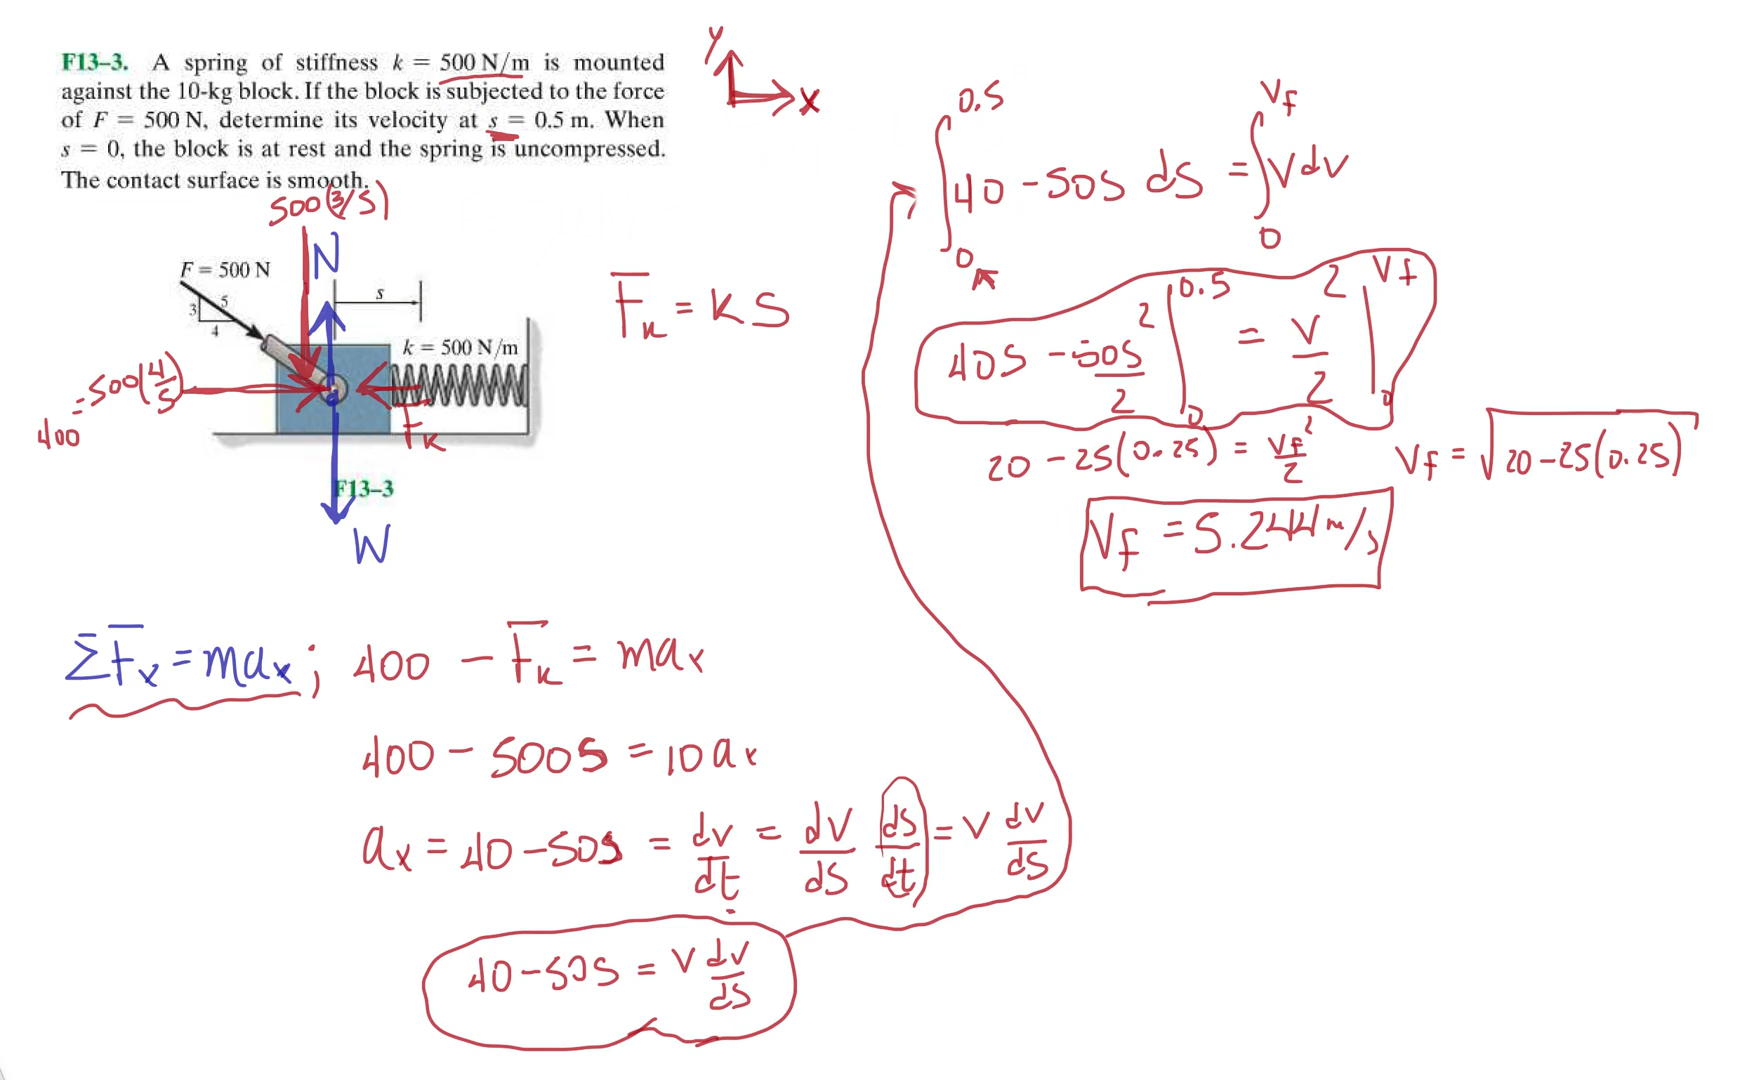 F13–3. A spring of stiffness k = 500 N/m is mounted
against the 10-kg block. If the block is subjected to the force
of F = 500 N, determine its velocity at s = 0.5 m. When
s = 0, the block is at rest and the spring is uncompressed.
The contact surface is smooth.
500(3/5)
N
F = 500 N
5
3
4
s
k = 500 N/m
= 500(4/5)
400
Fk
F13–3
W
Y
X
Fk = kS
∫₀^0.5 40 - 50s ds = ∫₀^Vf v dv
40s - 50s²/2 |₀^0.5 = v²/2 |₀^Vf
20 - 25(0.25) = Vf²/2
Vf = √20 - 25(0.25)
Vf = 5.244 m/s
ΣFx = max ; 400 - Fk = max
400 - 500s = 10ax
ax = 40 - 50s = dv/dt = dv/ds ds/dt = v dv/ds
40 - 50s = v dv/ds